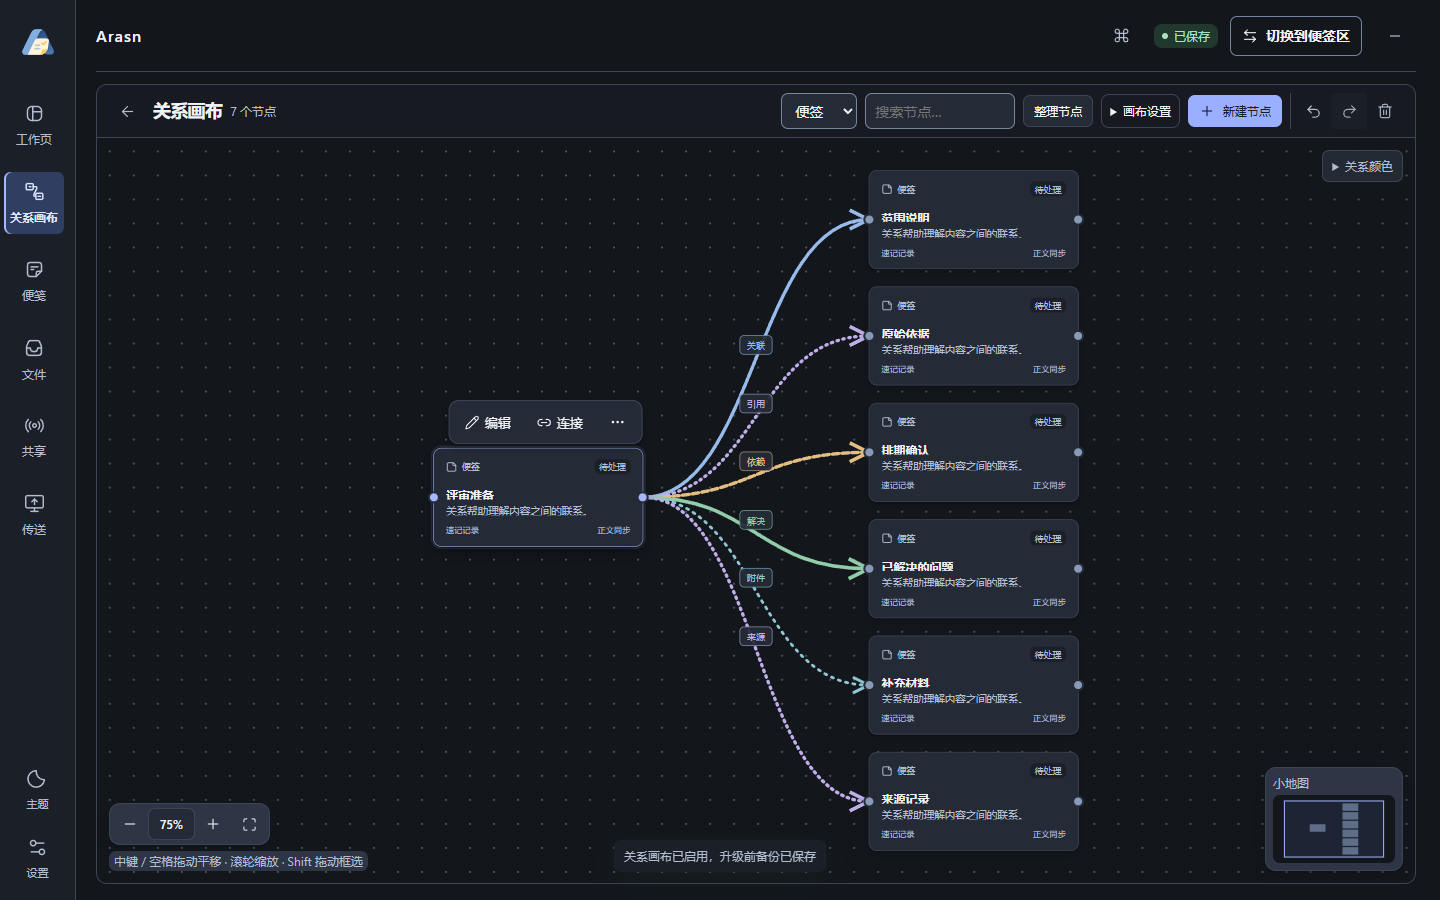 Arasn
已保存
切换到便签区
工作页
关系画布
便笺
文件
共享
传送
主题
设置
关系画布 7 个节点
便签
搜索节点...
整理节点
画布设置
新建节点
关系颜色
编辑
连接
便签
待处理
评审准备
关系帮助理解内容之间的联系。
速记记录
正文同步
关联
引用
依赖
解决
附件
来源
便签
待处理
范围说明
关系帮助理解内容之间的联系。
速记记录
正文同步
便签
待处理
原始依据
关系帮助理解内容之间的联系。
速记记录
正文同步
便签
待处理
排期确认
关系帮助理解内容之间的联系。
速记记录
正文同步
便签
待处理
已解决的问题
关系帮助理解内容之间的联系。
速记记录
正文同步
便签
待处理
补充材料
关系帮助理解内容之间的联系。
速记记录
正文同步
便签
待处理
来源记录
关系帮助理解内容之间的联系。
速记记录
正文同步
75%
中键 / 空格拖动平移 · 滚轮缩放 · Shift 拖动框选
关系画布已启用，升级前备份已保存
小地图